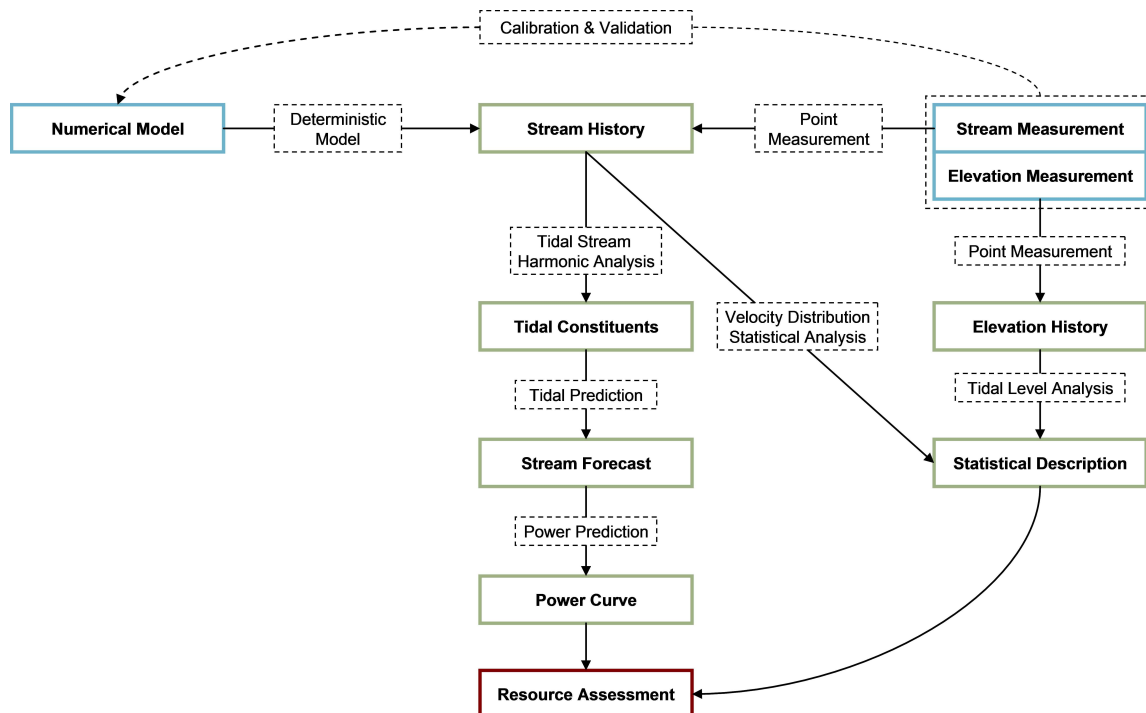 Calibration & Validation
Numerical Model
Deterministic
Model
Stream History
Point
Measurement
Stream Measurement
Elevation Measurement
Tidal Stream
Harmonic Analysis
Point Measurement
Tidal Constituents
Velocity Distribution
Statistical Analysis
Elevation History
Tidal Prediction
Tidal Level Analysis
Stream Forecast
Statistical Description
Power Prediction
Power Curve
Resource Assessment